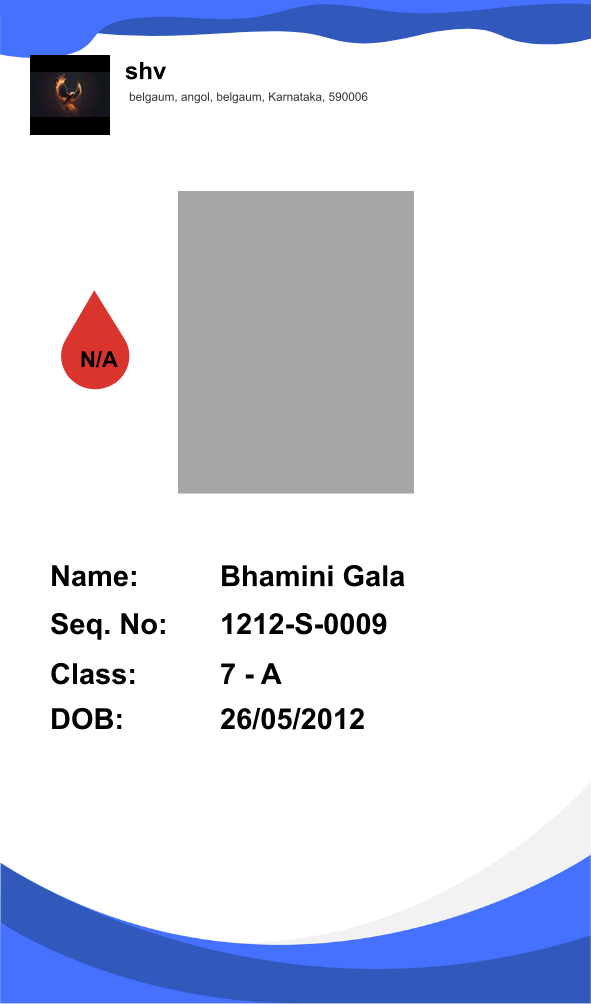 shv
belgaum, angol, belgaum, Karnataka, 590006
N/A
Name: Bhamini Gala
Seq. No: 1212-S-0009
Class: 7 - A
DOB: 26/05/2012